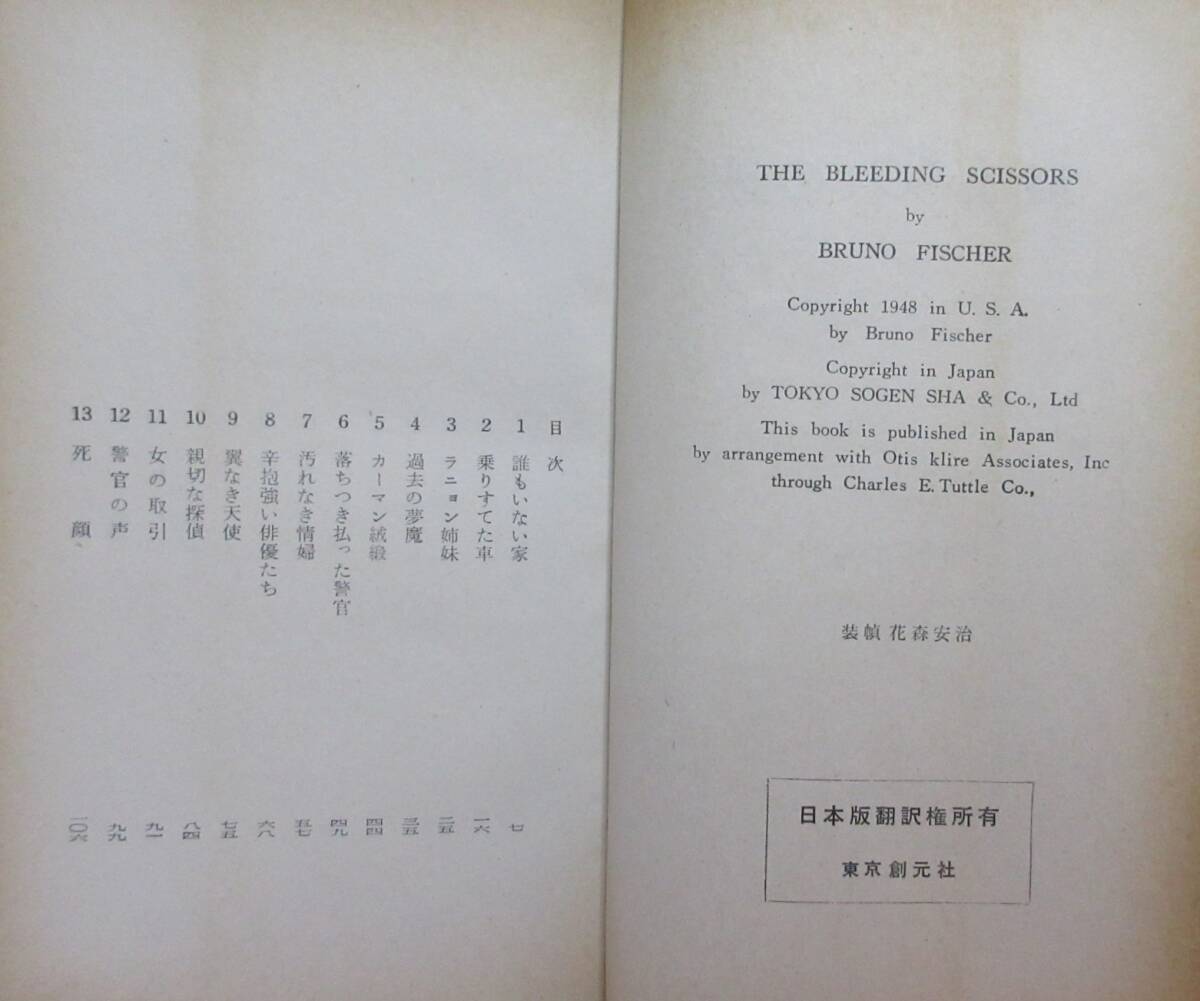 THE BLEEDING SCISSORS
by
BRUNO FISCHER
Copyright 1948 in U. S. A.
by Bruno Fischer
Copyright in Japan
by TOKYO SOGEN SHA & Co., Ltd
This book is published in Japan
by arrangement with Otis klire Associates, Inc
through Charles E. Tuttle Co.,
装幀 花森安治
日本版翻訳権所有
東京創元社
目次
1 誰もいない家 七
2 乗りすてた車 一六
3 ラニョン姉妹 二五
4 過去の夢魔 三五
5 カーマン絨緞 四四
6 落ちつき払った警官 四九
7 汚れなき情婦 五七
8 辛抱強い俳優たち 六八
9 翼なき天使 七五
10 親切な探偵 八四
11 女の取引 九一
12 警官の声 九九
13 死顔 一〇六